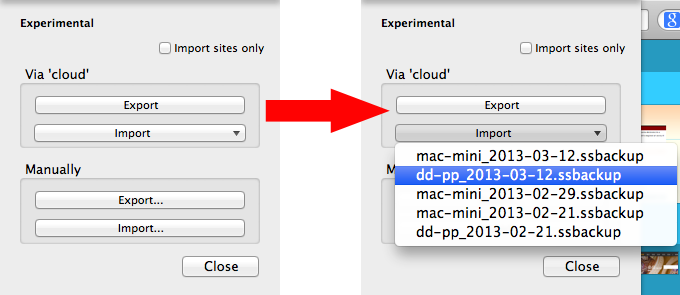 Experimental
Import sites only
Via 'cloud'
Export
Import
Manually
Export...
Import...
Close
Experimental
Import sites only
Via 'cloud'
Export
Import
mac-mini_2013-03-12.ssbackup
dd-pp_2013-03-12.ssbackup
mac-mini_2013-02-29.ssbackup
mac-mini_2013-02-21.ssbackup
dd-pp_2013-02-21.ssbackup
Close